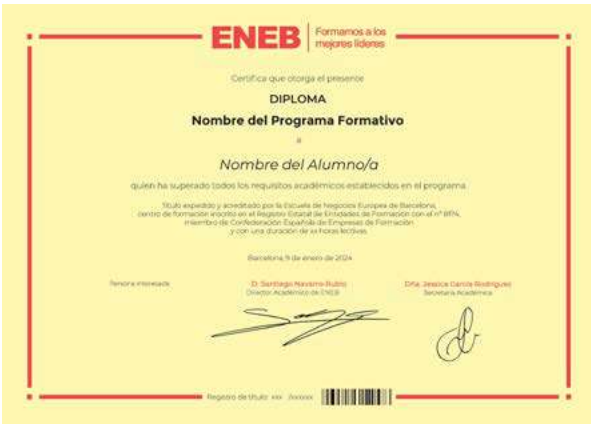 ENEB
Formamos a los
mejores líderes
Certifica que otorga el presente
DIPLOMA
Nombre del Programa Formativo
a
Nombre del Alumno/a
quien ha superado todos los requisitos académicos establecidos en el programa.
Título expedido y acreditado por la Escuela de Negocios Europea de Barcelona,
centro de formación inscrito en el Registro Estatal de Entidades de Formación con el nº
miembro de Confederación Española de Empresas de Formación
y con una duración de xx horas lectivas.
Barcelona, 9 de enero de 2024
Persona interesada
D. Santiago Navarro Rubio
Director Académico de ENEB
Dña. Jessica García Rodríguez
Secretaria Académica
Registro de título: xxx